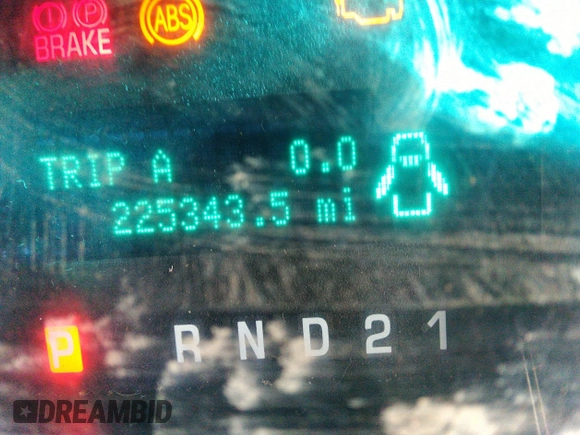 P
BRAKE
ABS
TRIP A 0.0
225343.5 mi
P R N D 2 1
DREAMBID